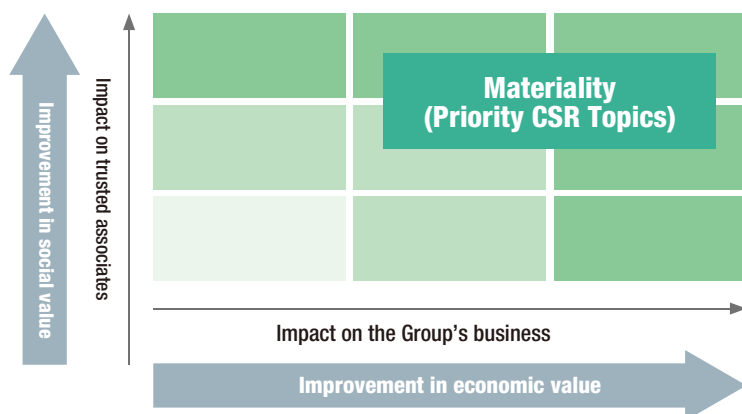 Improvement in social value
Impact on trusted associates
Materiality
(Priority CSR Topics)
Impact on the Group’s business
Improvement in economic value